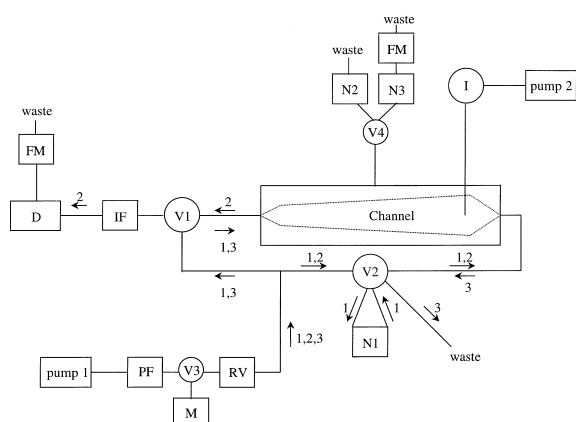 waste
FM
waste
N2
N3
I
pump 2
V4
waste
FM
2
2
D
IF
V1
Channel
1,3
1,2
V2
1,2
1,3
3
1
1
3
1,2,3
N1
waste
pump 1
PF
V3
RV
M